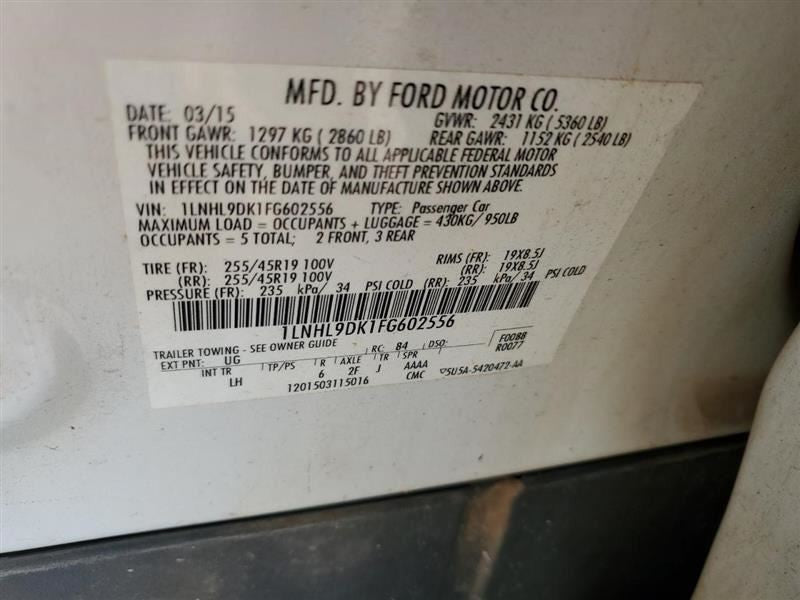 MFD. BY FORD MOTOR CO.
DATE: 03/15 GVWR: 2431 KG ( 5360 LB)
FRONT GAWR: 1297 KG ( 2860 LB) REAR GAWR: 1152 KG ( 2540 LB)
THIS VEHICLE CONFORMS TO ALL APPLICABLE FEDERAL MOTOR
VEHICLE SAFETY, BUMPER, AND THEFT PREVENTION STANDARDS
IN EFFECT ON THE DATE OF MANUFACTURE SHOWN ABOVE.
VIN: 1LNHL9DK1FG602556 TYPE: Passenger Car
MAXIMUM LOAD = OCCUPANTS + LUGGAGE = 430KG/ 950LB
OCCUPANTS = 5 TOTAL; 2 FRONT, 3 REAR
TIRE (FR): 255/45R19 100V RIMS (FR): 19X8.5J
(RR): 255/45R19 100V (RR): 19X8.5J
PRESSURE (FR): 235 kPa/ 34 PSI COLD (RR): 235 kPa/ 34 PSI COLD
1LNHL9DK1FG602556
TRAILER TOWING - SEE OWNER GUIDE RC: 84 DSO: F0088
EXT PNT: UG R0077
INT TR TP/PS R AXLE TR SPR
LH 6 2F J AAAA
1201503115016 CMC 5U5A-5420472-AA